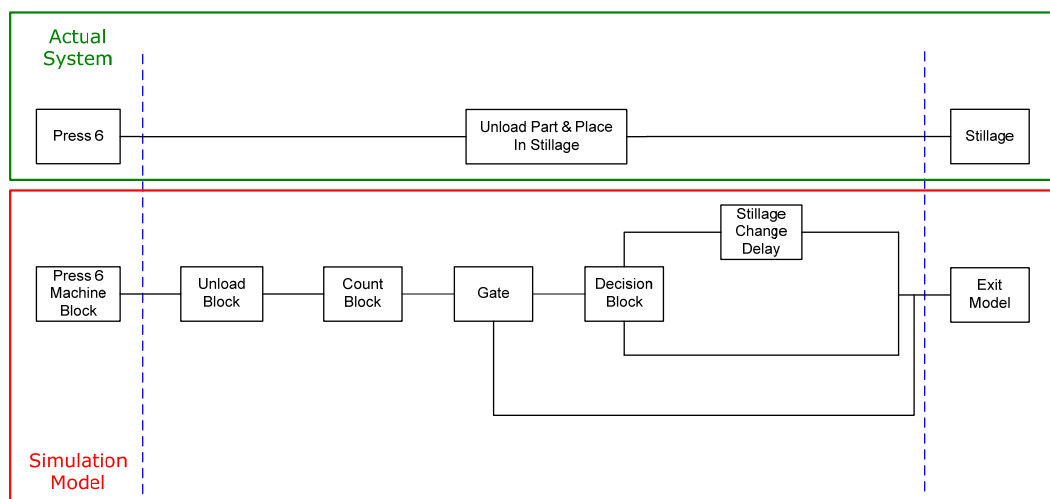 Actual
System
Press 6
Unload Part & Place
In Stillage
Stillage
Stillage
Change
Delay
Press 6
Machine
Block
Unload
Block
Count
Block
Gate
Decision
Block
Exit
Model
Simulation
Model